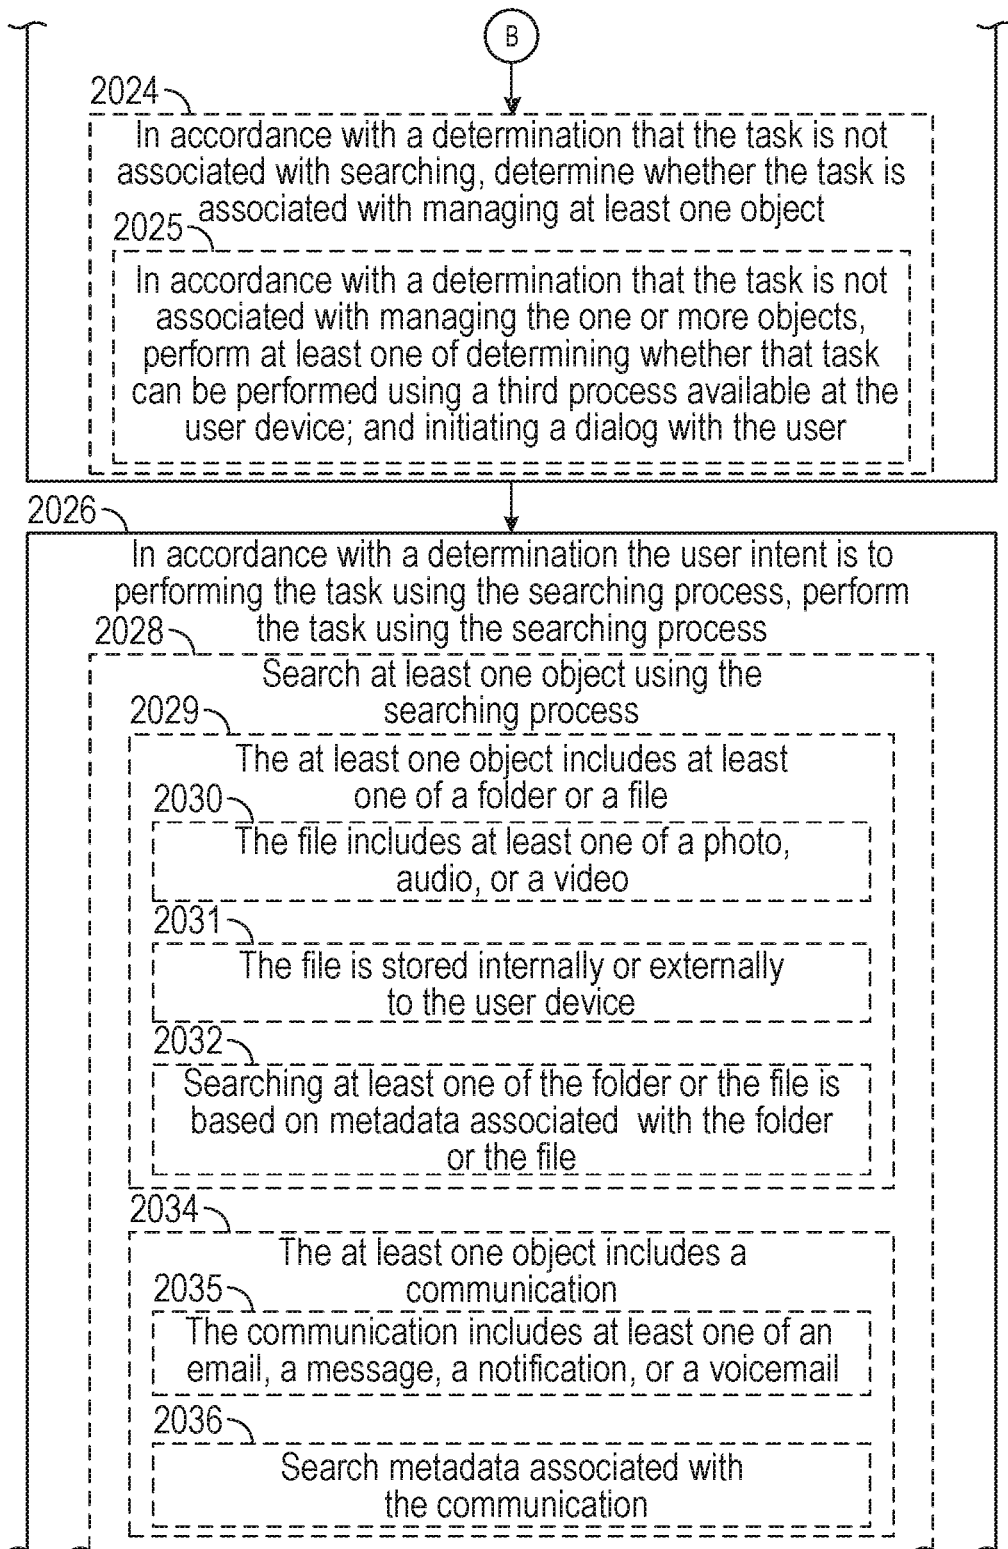 B
2024
In accordance with a determination that the task is not
associated with searching, determine whether the task is
associated with managing at least one object
2025
In accordance with a determination that the task is not
associated with managing the one or more objects,
perform at least one of determining whether that task
can be performed using a third process available at the
user device; and initiating a dialog with the user
2026
In accordance with a determination the user intent is to
performing the task using the searching process, perform
the task using the searching process
2028
Search at least one object using the
searching process
2029
The at least one object includes at least
one of a folder or a file
2030
The file includes at least one of a photo,
audio, or a video
2031
The file is stored internally or externally
to the user device
2032
Searching at least one of the folder or the file is
based on metadata associated with the folder
or the file
2034
The at least one object includes a
communication
2035
The communication includes at least one of an
email, a message, a notification, or a voicemail
2036
Search metadata associated with
the communication